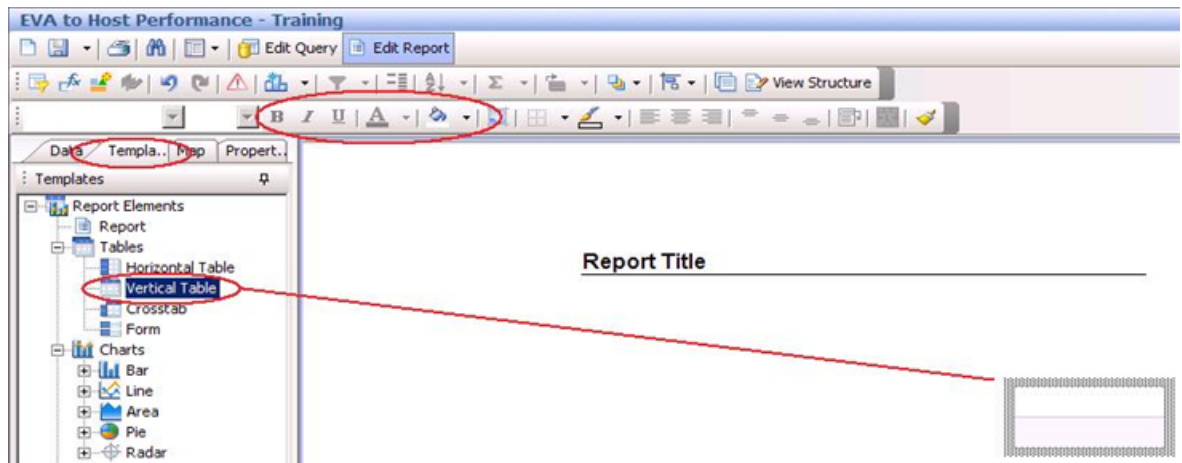 EVA to Host Performance - Training
Edit Query Edit Report
View Structure
B I U A
Data Templa.. Map Propert..
Templates
Report Elements
Report
Tables
Horizontal Table
Vertical Table
Crosstab
Form
Charts
Bar
Line
Area
Pie
Radar
Report Title